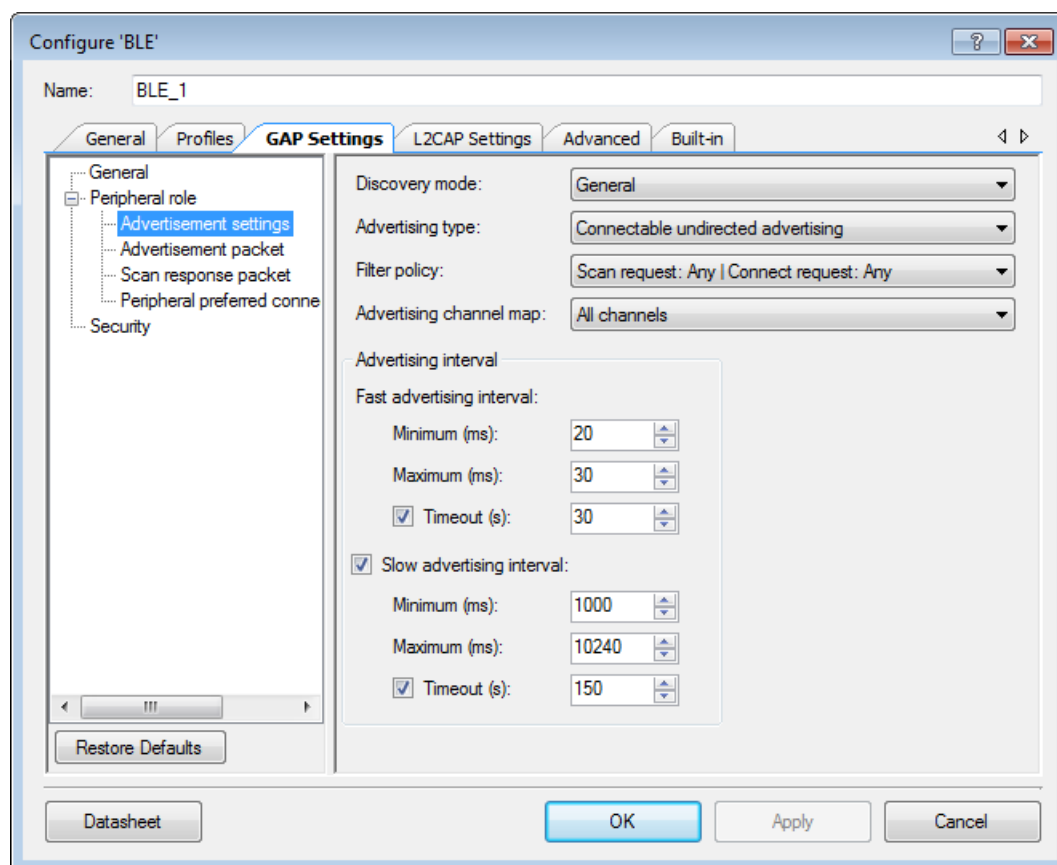 Configure 'BLE'
Name: BLE_1
General Profiles GAP Settings L2CAP Settings Advanced Built-in
General
Peripheral role
Advertisement settings
Advertisement packet
Scan response packet
Peripheral preferred conne
Security
Restore Defaults
Discovery mode: General
Advertising type: Connectable undirected advertising
Filter policy: Scan request: Any | Connect request: Any
Advertising channel map: All channels
Advertising interval
Fast advertising interval:
Minimum (ms): 20
Maximum (ms): 30
Timeout (s): 30
Slow advertising interval:
Minimum (ms): 1000
Maximum (ms): 10240
Timeout (s): 150
Datasheet OK Apply Cancel